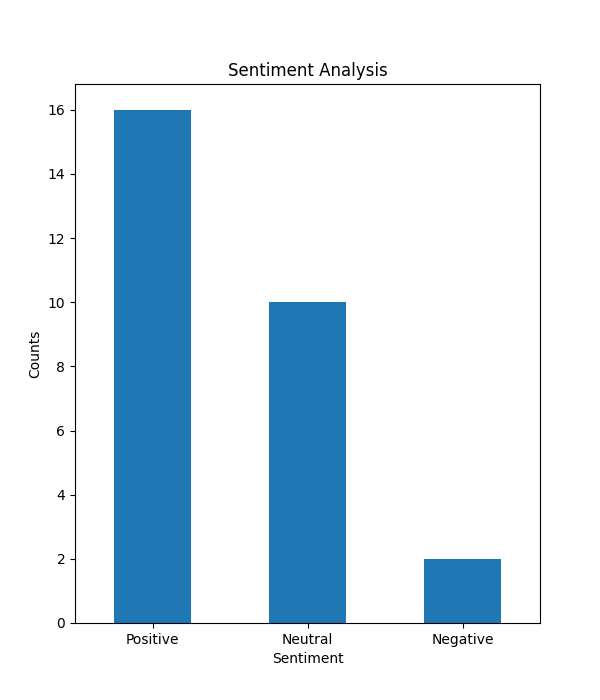 Sentiment Analysis
16
14
12
10
8
6
4
2
0
Counts
Positive Neutral Negative
Sentiment